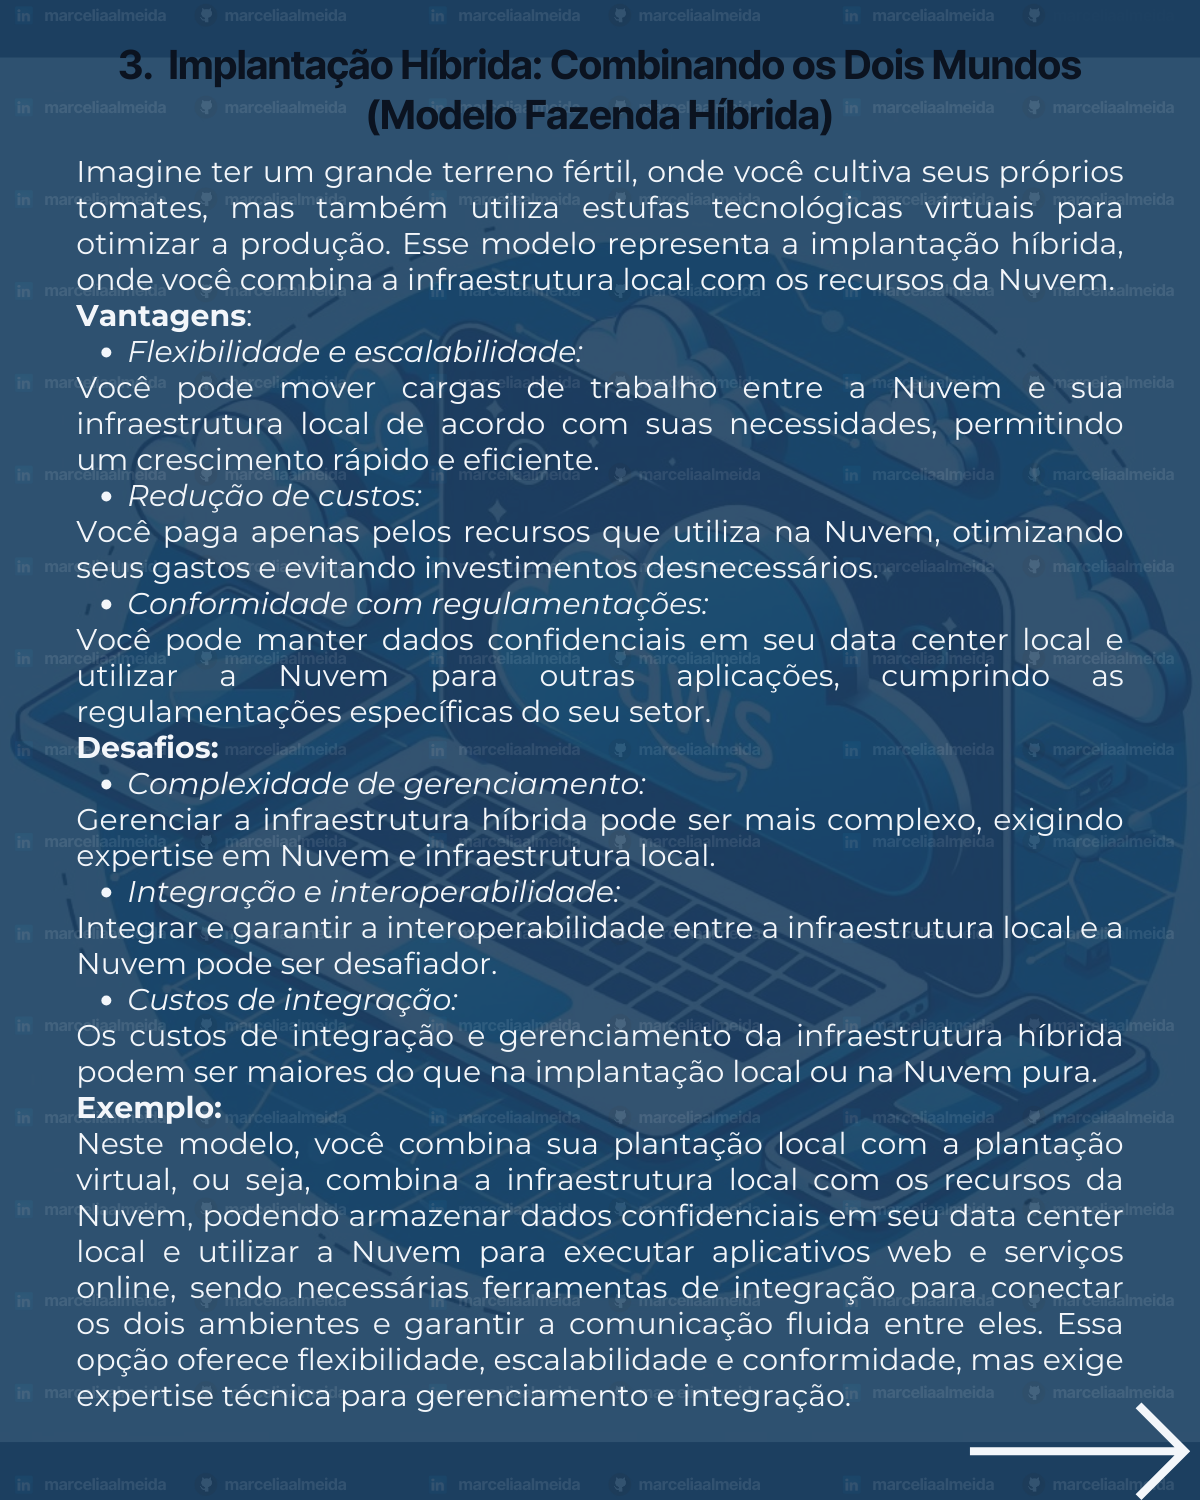 3. Implantação Híbrida: Combinando os Dois Mundos
(Modelo Fazenda Híbrida)
Imagine ter um grande terreno fértil, onde você cultiva seus próprios
tomates, mas também utiliza estufas tecnológicas virtuais para
otimizar a produção. Esse modelo representa a implantação híbrida,
onde você combina a infraestrutura local com os recursos da Nuvem.
Vantagens:
• Flexibilidade e escalabilidade:
Você pode mover cargas de trabalho entre a Nuvem e sua
infraestrutura local de acordo com suas necessidades, permitindo
um crescimento rápido e eficiente.
• Redução de custos:
Você paga apenas pelos recursos que utiliza na Nuvem, otimizando
seus gastos e evitando investimentos desnecessários.
• Conformidade com regulamentações:
Você pode manter dados confidenciais em seu data center local e
utilizar a Nuvem para outras aplicações, cumprindo as
regulamentações específicas do seu setor.
Desafios:
• Complexidade de gerenciamento:
Gerenciar a infraestrutura híbrida pode ser mais complexo, exigindo
expertise em Nuvem e infraestrutura local.
• Integração e interoperabilidade:
Integrar e garantir a interoperabilidade entre a infraestrutura local e a
Nuvem pode ser desafiador.
• Custos de integração:
Os custos de integração e gerenciamento da infraestrutura híbrida
podem ser maiores do que na implantação local ou na Nuvem pura.
Exemplo:
Neste modelo, você combina sua plantação local com a plantação
virtual, ou seja, combina a infraestrutura local com os recursos da
Nuvem, podendo armazenar dados confidenciais em seu data center
local e utilizar a Nuvem para executar aplicativos web e serviços
online, sendo necessárias ferramentas de integração para conectar
os dois ambientes e garantir a comunicação fluida entre eles. Essa
opção oferece flexibilidade, escalabilidade e conformidade, mas exige
expertise técnica para gerenciamento e integração.
marceliaalmeida